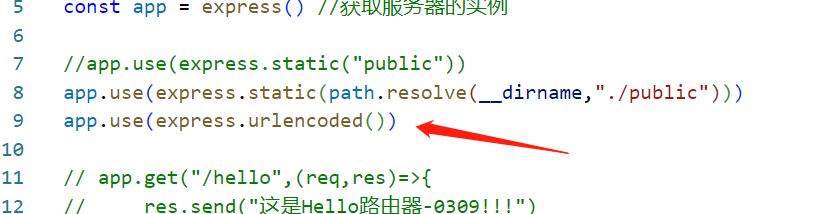 5 const app = express() //获取服务器的实例
6
7 //app.use(express.static("public"))
8 app.use(express.static(path.resolve(__dirname,"./public")))
9 app.use(express.urlencoded())
10
11 // app.get("/hello",(req,res)=>{
12 //     res.send("这是Hello路由器-0309!!!")